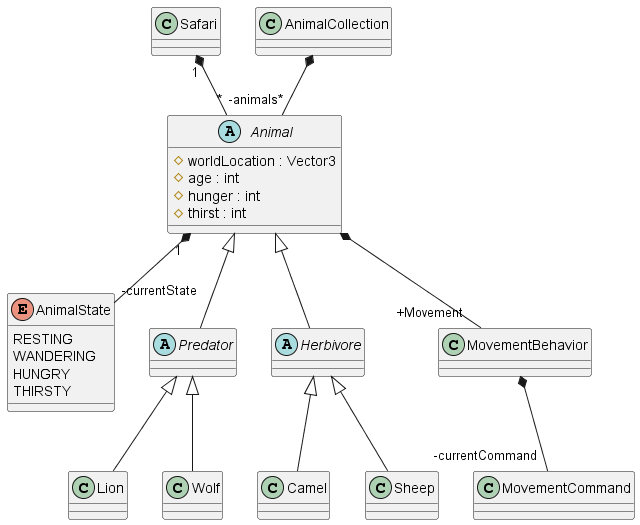 C Safari
C AnimalCollection
1
* -animals*
A Animal
worldLocation : Vector3
age : int
hunger : int
thirst : int
1
-currentState
+Movement
E AnimalState
RESTING
WANDERING
HUNGRY
THIRSTY
A Predator
A Herbivore
C MovementBehavior
-currentCommand
C Lion
C Wolf
C Camel
C Sheep
C MovementCommand